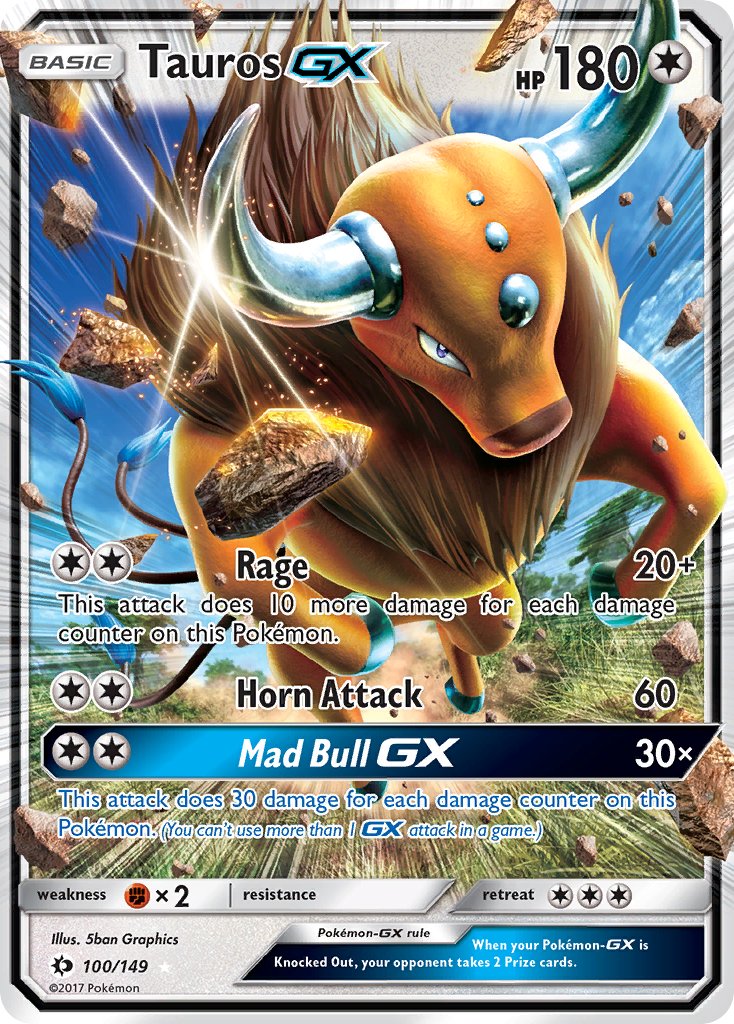 BASIC Tauros GX HP 180
Rage 20+
This attack does 10 more damage for each damage
counter on this Pokémon.
Horn Attack 60
Mad Bull GX 30×
This attack does 30 damage for each damage counter on this
Pokémon. (You can't use more than 1 GX attack in a game.)
weakness × 2 resistance retreat
Illus. 5ban Graphics
Pokémon-GX rule
When your Pokémon-GX is
Knocked Out, your opponent takes 2 Prize cards.
100/149
©2017 Pokémon